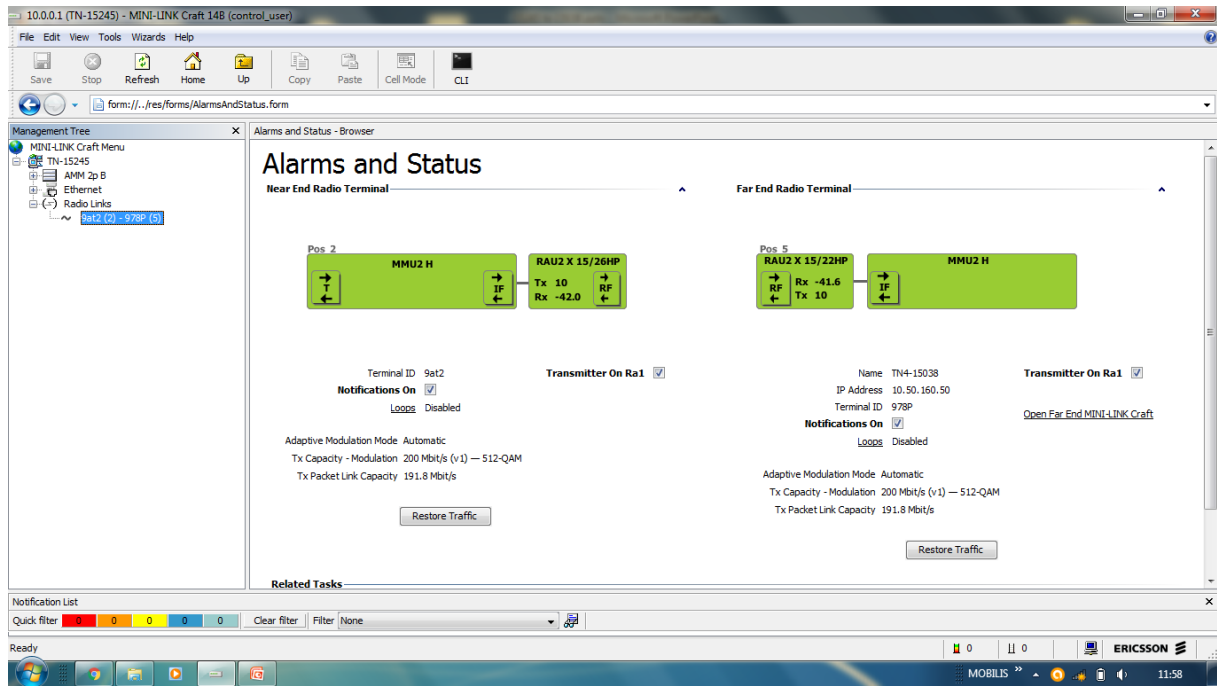 10.0.0.1 (TN-15245) - MINI-LINK Craft 14B (control_user)
File Edit View Tools Wizards Help
Save Stop Refresh Home Up Copy Paste Cell Mode CLI
form://../res/forms/AlarmsAndStatus.form
Management Tree
MINI-LINK Craft Menu
TN-15245
AMM 2p B
Ethernet
Radio Links
9at2 (2) - 978P (5)
Alarms and Status - Browser
Alarms and Status
Near End Radio Terminal
Pos 2
MMU2 H
T
IF
RAU2 X 15/26HP
Tx 10
Rx -42.0
RF
Terminal ID 9at2
Notifications On
Loops Disabled
Transmitter On Ra1
Adaptive Modulation Mode Automatic
Tx Capacity - Modulation 200 Mbit/s (v1) — 512-QAM
Tx Packet Link Capacity 191.8 Mbit/s
Restore Traffic
Far End Radio Terminal
Pos 5
RAU2 X 15/22HP
RF
Rx -41.6
Tx 10
MMU2 H
IF
Name TN4-15038
IP Address 10.50.160.50
Terminal ID 978P
Notifications On
Loops Disabled
Transmitter On Ra1
Open Far End MINI-LINK Craft
Adaptive Modulation Mode Automatic
Tx Capacity - Modulation 200 Mbit/s (v1) — 512-QAM
Tx Packet Link Capacity 191.8 Mbit/s
Restore Traffic
Related Tasks
Notification List
Quick filter 0 0 0 0 0 Clear filter Filter None
Ready 0 0 ERICSSON
MOBILIS 11:58